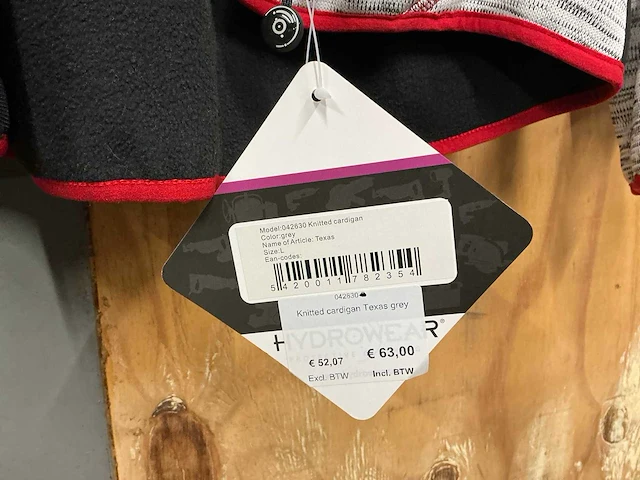 Model:042630 Knitted cardigan
Color:grey
Name of Article: Texas
Size:L
Ean-codes:
5420011782354
042630
Knitted cardigan Texas grey
HYDROWEAR®
€ 52,07 € 63,00
Excl. BTW Incl. BTW